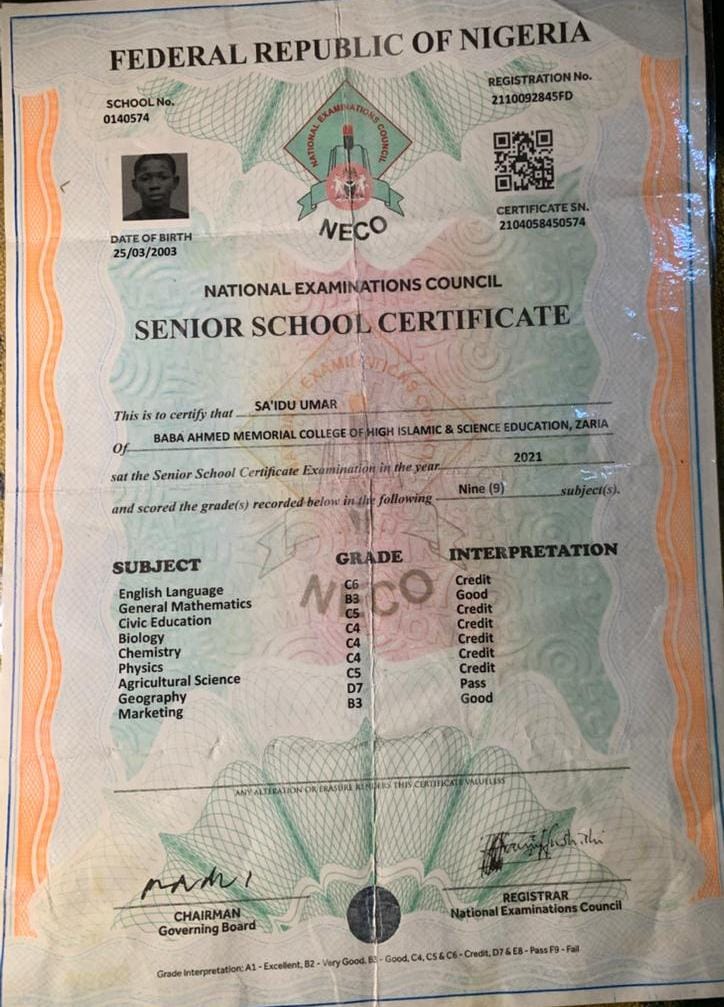 FEDERAL REPUBLIC OF NIGERIA
SCHOOL No.
0140574
REGISTRATION No.
2110092845FD
NATIONAL EXAMINATIONS COUNCIL
NECO
DATE OF BIRTH
25/03/2003
CERTIFICATE SN.
2104058450574
NATIONAL EXAMINATIONS COUNCIL
SENIOR SCHOOL CERTIFICATE
This is to certify that SA'IDU UMAR
Of BABA AHMED MEMORIAL COLLEGE OF HIGH ISLAMIC & SCIENCE EDUCATION, ZARIA
sat the Senior School Certificate Examination in the year 2021
and scored the grade(s) recorded below in the following Nine (9) subject(s).
SUBJECT GRADE INTERPRETATION
English Language C6 Credit
General Mathematics B3 Good
Civic Education C5 Credit
Biology C4 Credit
Chemistry C4 Credit
Physics C4 Credit
Agricultural Science C5 Credit
Geography D7 Pass
Marketing B3 Good
NECO
ANY ALTERATION OR ERASURE RENDERS THIS CERTIFICATE VALUELESS
CHAIRMAN
Governing Board
REGISTRAR
National Examinations Council
Grade Interpretation: A1 - Excellent, B2 - Very Good, B3 - Good, C4, C5 & C6 - Credit, D7 & E8 - Pass F9 - Fail